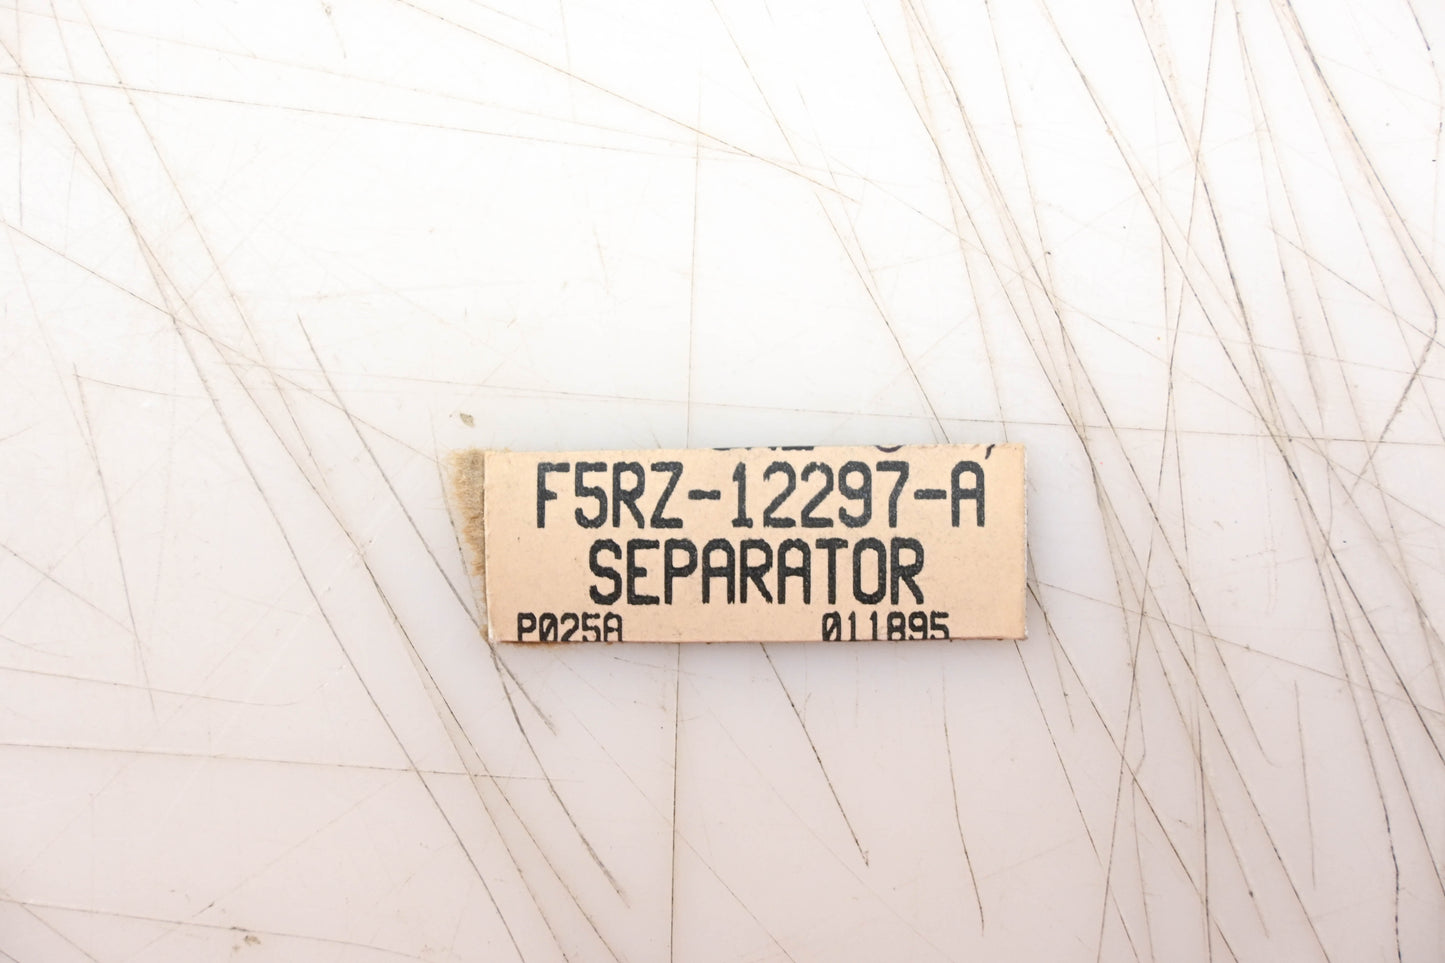 F5RZ-12297-A
SEPARATOR
P025A 011895